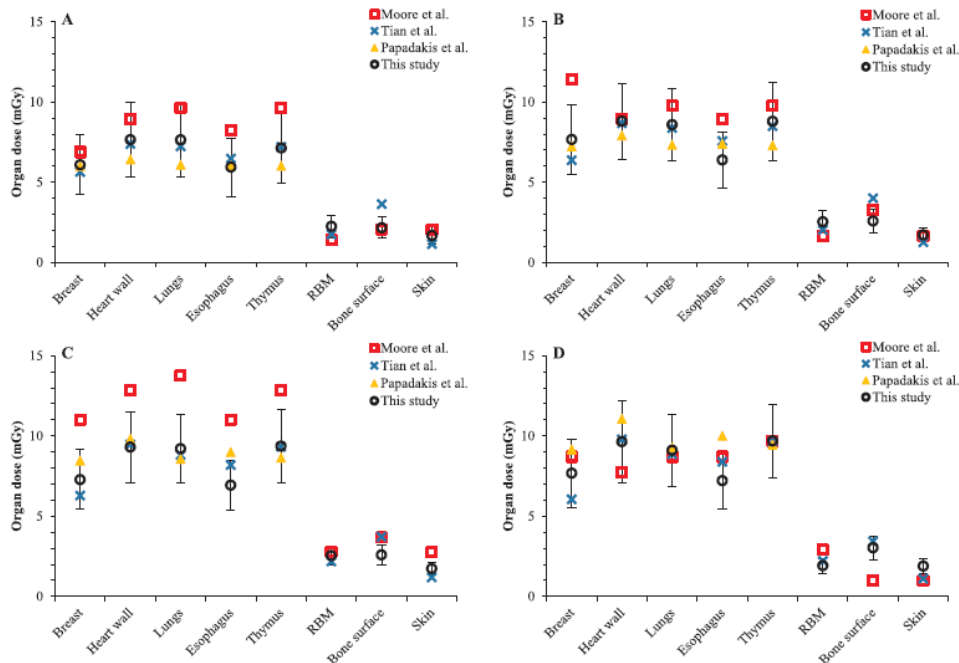 A
Moore et al.
Tian et al.
Papadakis et al.
This study
Organ dose (mGy)
15
10
5
0
Breast
Heart wall
Lungs
Esophagus
Thymus
RBM
Bone surface
Skin
B
Moore et al.
Tian et al.
Papadakis et al.
This study
Organ dose (mGy)
15
10
5
0
Breast
Heart wall
Lungs
Esophagus
Thymus
RBM
Bone surface
Skin
C
Moore et al.
Tian et al.
Papadakis et al.
This study
Organ dose (mGy)
15
10
5
0
Breast
Heart wall
Lungs
Esophagus
Thymus
RBM
Bone surface
Skin
D
Moore et al.
Tian et al.
Papadakis et al.
This study
Organ dose (mGy)
15
10
5
0
Breast
Heart wall
Lungs
Esophagus
Thymus
RBM
Bone surface
Skin